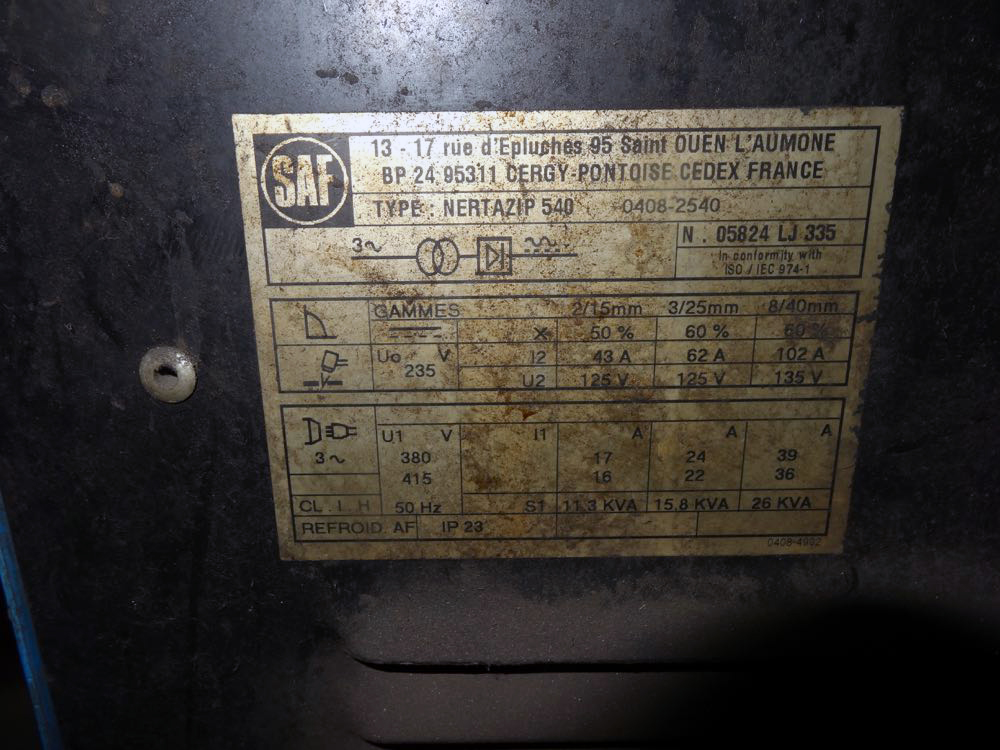 SAF
13 - 17 rue d'Epluches 95 Saint OUEN L'AUMONE
BP 24 95311 CERGY-PONTOISE CEDEX FRANCE
TYPE : NERTAZIP 540 0408-2540
3~
N . 05824 LJ 335
In conformity with
ISO / IEC 974-1
GAMMES 2/15mm 3/25mm 8/40mm
X 50 % 60 % 60 %
Uo V I2 43 A 62 A 102 A
235
U2 125 V 125 V 135 V
U1 V I1 A A A
3~ 380 17 24 39
415 16 22 36
CL . I . H 50 Hz S1 11.3 KVA 15.8 KVA 26 KVA
REFROID AF IP 23
0408-4992